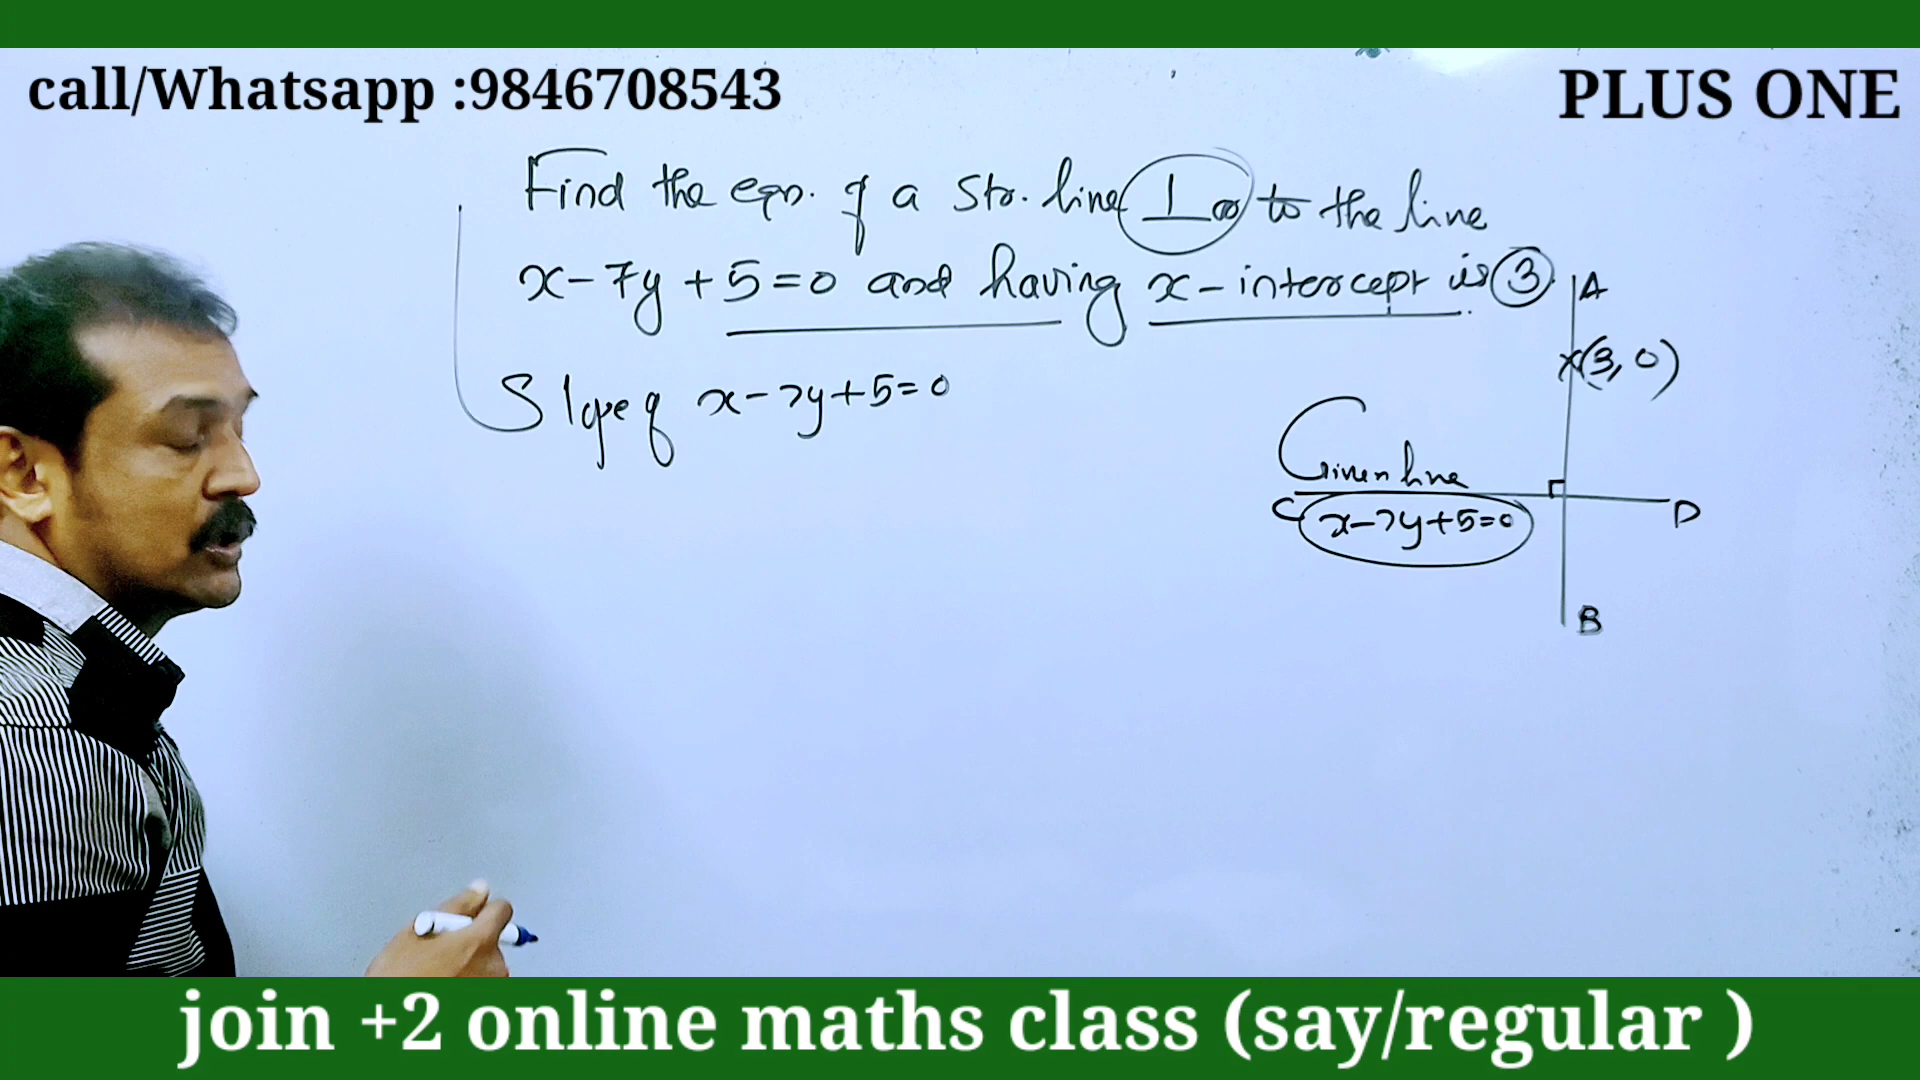 call/Whatsapp :9846708543
PLUS ONE
Find the eqn. of a Str. line ⊥ar to the line
x-7y+5=0 and having x-intercept is 3.
A
(3, 0)
Slope of x-7y+5=0
Given line
C
D
x-7y+5=0
B
join +2 online maths class (say/regular )